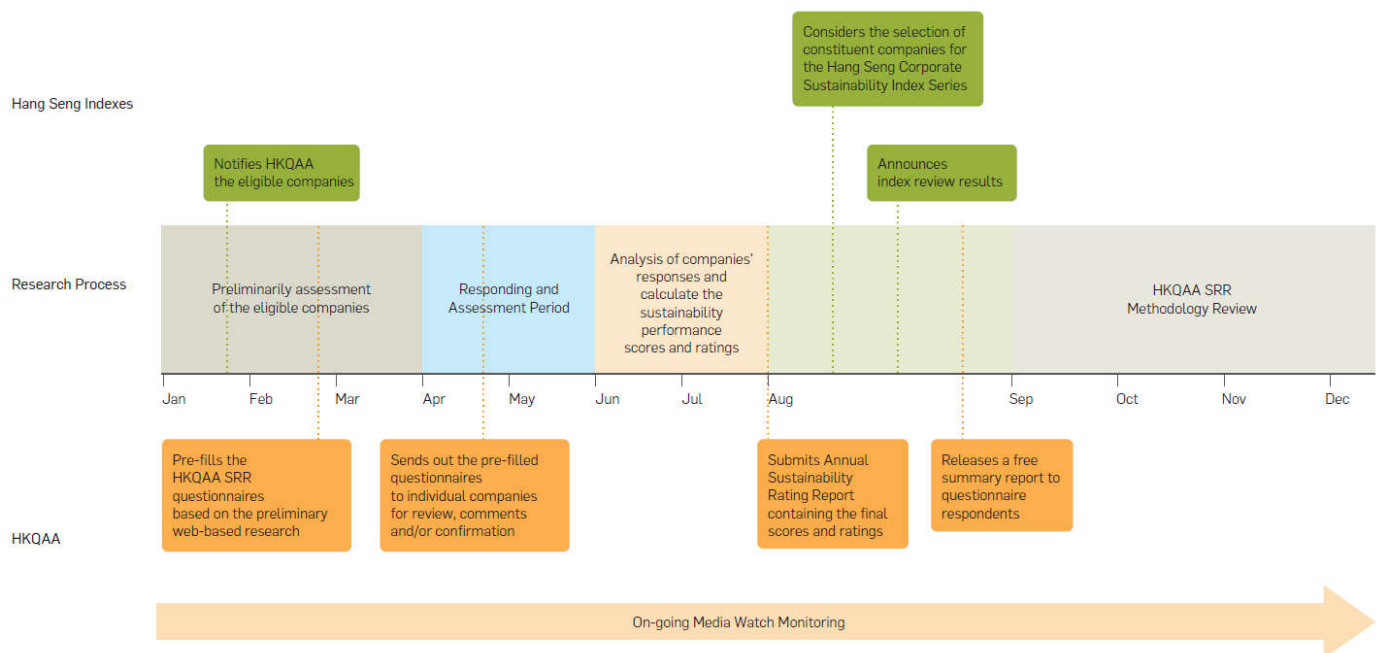 Considers the selection of
constituent companies for
the Hang Seng Corporate
Sustainability Index Series
Hang Seng Indexes
Notifies HKQAA
the eligible companies
Announces
index review results
Research Process
Preliminarily assessment
of the eligible companies
Responding and
Assessment Period
Analysis of companies'
responses and
calculate the
sustainability
performance
scores and ratings
HKQAA SRR
Methodology Review
Jan Feb Mar Apr May Jun Jul Aug Sep Oct Nov Dec
HKQAA
Pre-fills the
HKQAA SRR
questionnaires
based on the preliminary
web-based research
Sends out the pre-filled
questionnaires
to individual companies
for review, comments
and/or confirmation
Submits Annual
Sustainability
Rating Report
containing the final
scores and ratings
Releases a free
summary report to
questionnaire
respondents
On-going Media Watch Monitoring